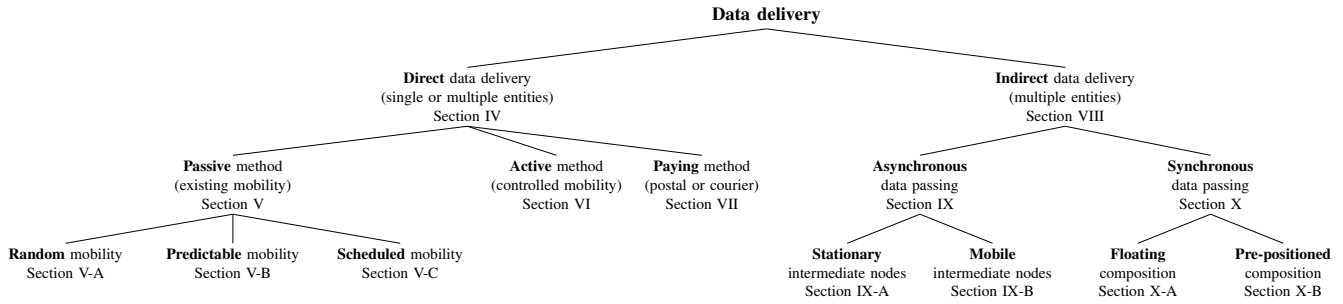 Data delivery
Direct data delivery
(single or multiple entities)
Section IV
Indirect data delivery
(multiple entities)
Section VIII
Passive method
(existing mobility)
Section V
Active method
(controlled mobility)
Section VI
Paying method
(postal or courier)
Section VII
Asynchronous
data passing
Section IX
Synchronous
data passing
Section X
Random mobility
Section V-A
Predictable mobility
Section V-B
Scheduled mobility
Section V-C
Stationary
intermediate nodes
Section IX-A
Mobile
intermediate nodes
Section IX-B
Floating
composition
Section X-A
Pre-positioned
composition
Section X-B